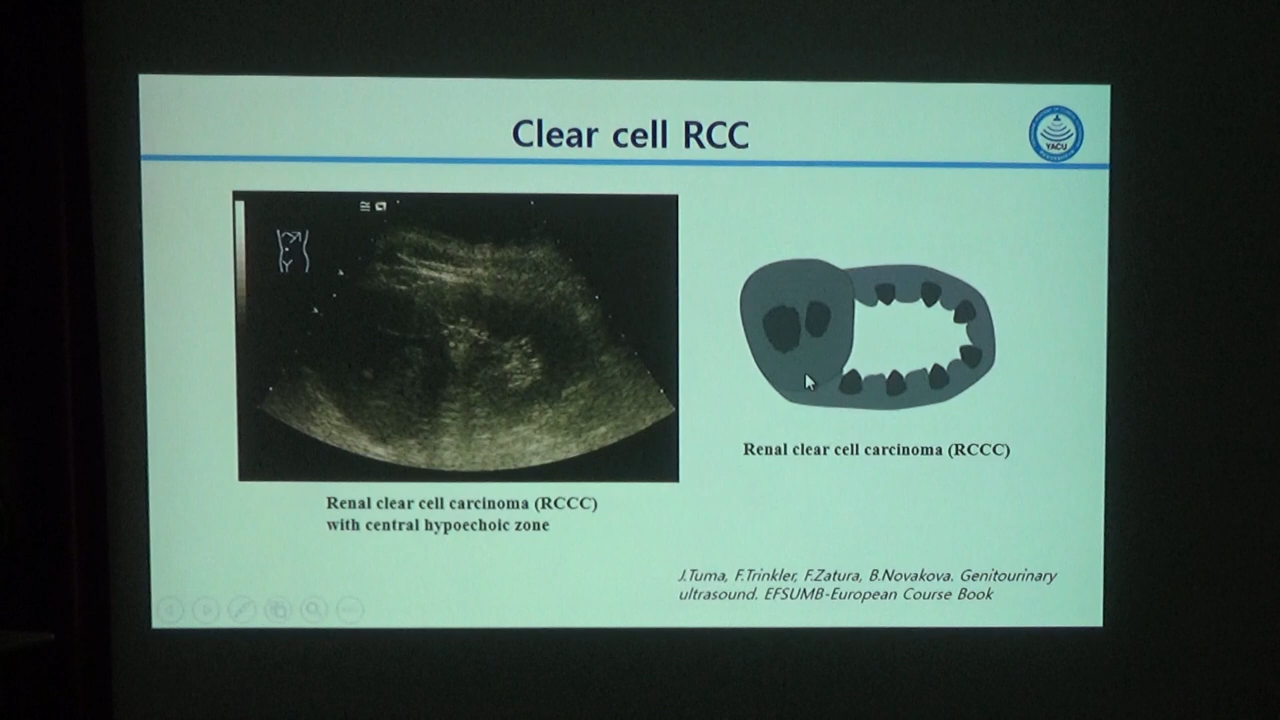 Clear cell RCC
YACU
Renal clear cell carcinoma (RCCC)
with central hypoechoic zone
Renal clear cell carcinoma (RCCC)
J.Tuma, F.Trinkler, F.Zatura, B.Novakova. Genitourinary
ultrasound. EFSUMB-European Course Book